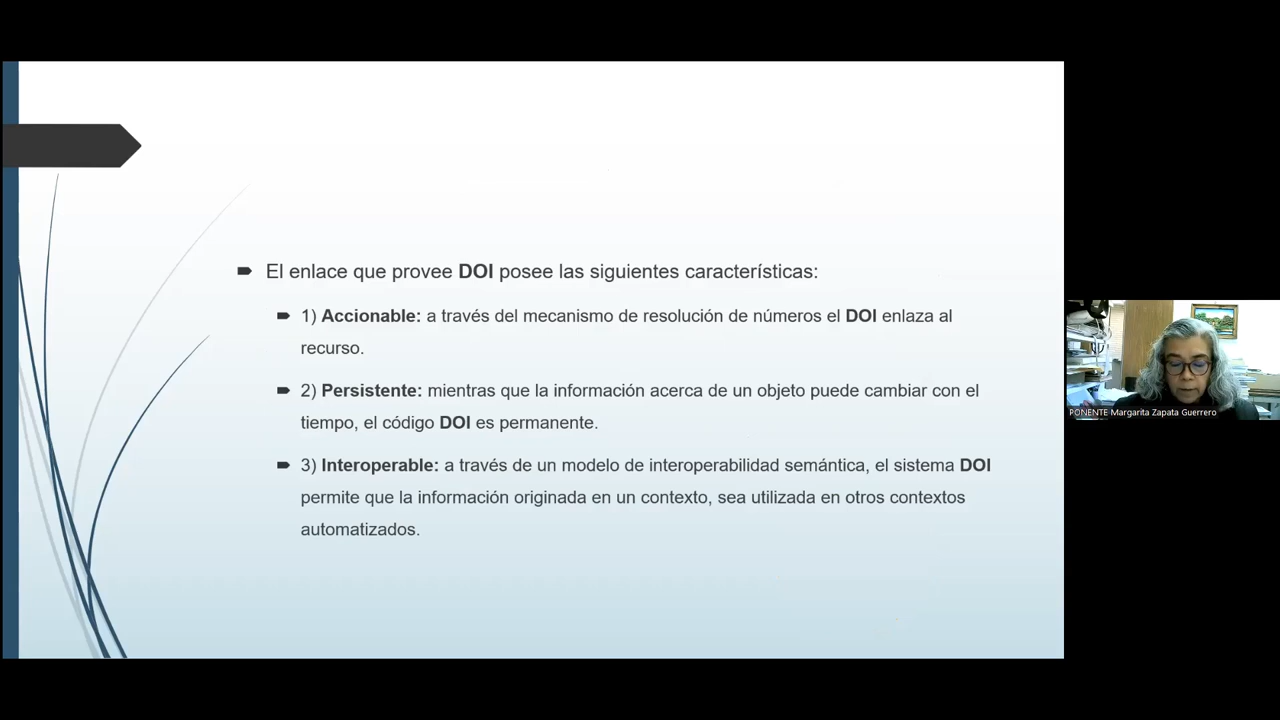 El enlace que provee DOI posee las siguientes características:
1) Accionable: a través del mecanismo de resolución de números el DOI enlaza al
recurso.
2) Persistente: mientras que la información acerca de un objeto puede cambiar con el
tiempo, el código DOI es permanente.
3) Interoperable: a través de un modelo de interoperabilidad semántica, el sistema DOI
permite que la información originada en un contexto, sea utilizada en otros contextos
automatizados.
PONENTE Margarita Zapata Guerrero